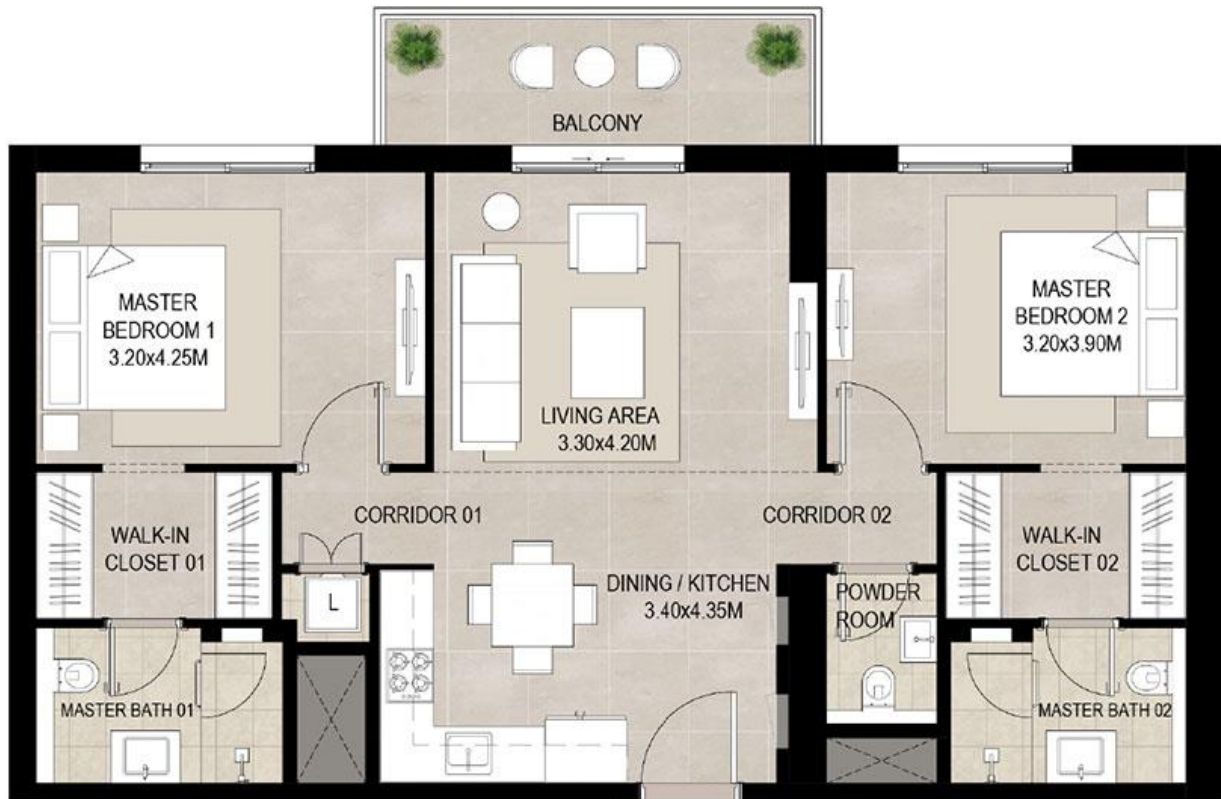 BALCONY
MASTER
BEDROOM 1
3.20x4.25M
MASTER
BEDROOM 2
3.20x3.90M
LIVING AREA
3.30x4.20M
CORRIDOR 01
CORRIDOR 02
WALK-IN
CLOSET 01
WALK-IN
CLOSET 02
L
DINING / KITCHEN
3.40x4.35M
POWDER
ROOM
MASTER BATH 01
MASTER BATH 02